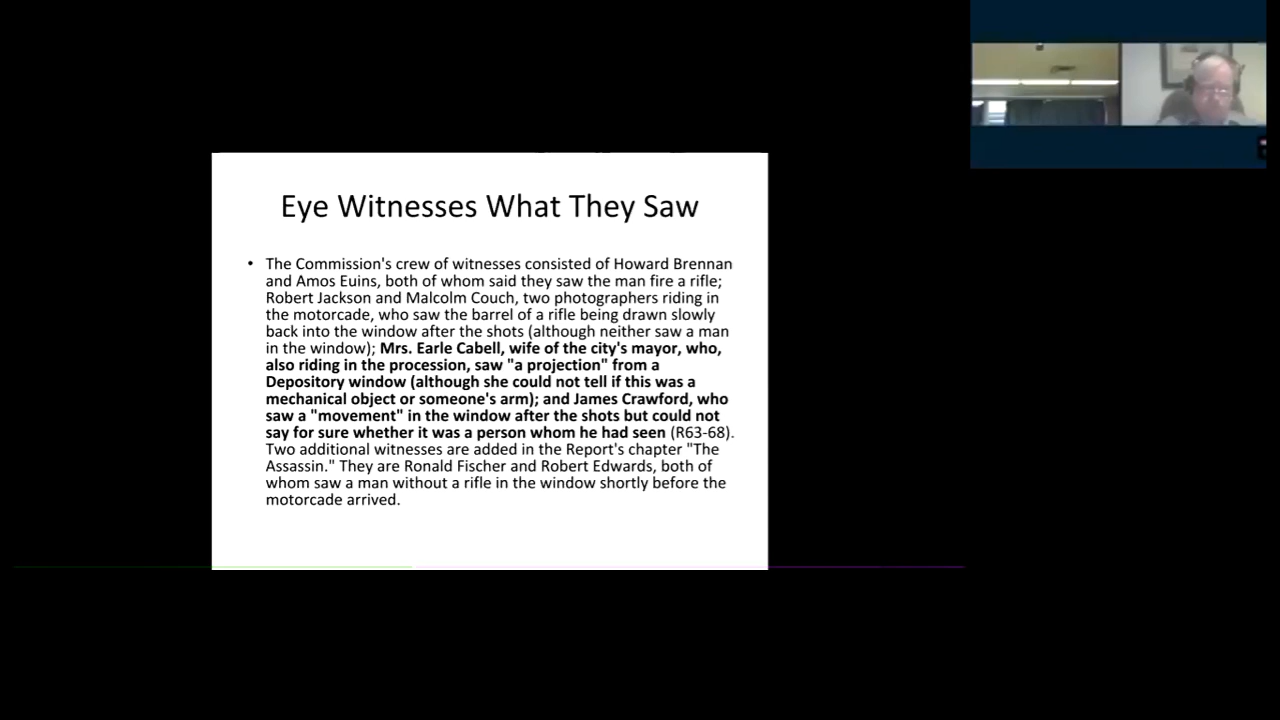 Eye Witnesses What They Saw
• The Commission's crew of witnesses consisted of Howard Brennan
and Amos Euins, both of whom said they saw the man fire a rifle;
Robert Jackson and Malcolm Couch, two photographers riding in
the motorcade, who saw the barrel of a rifle being drawn slowly
back into the window after the shots (although neither saw a man
in the window); Mrs. Earle Cabell, wife of the city's mayor, who,
also riding in the procession, saw "a projection" from a
Depository window (although she could not tell if this was a
mechanical object or someone's arm); and James Crawford, who
saw a "movement" in the window after the shots but could not
say for sure whether it was a person whom he had seen (R63-68).
Two additional witnesses are added in the Report's chapter "The
Assassin." They are Ronald Fischer and Robert Edwards, both of
whom saw a man without a rifle in the window shortly before the
motorcade arrived.